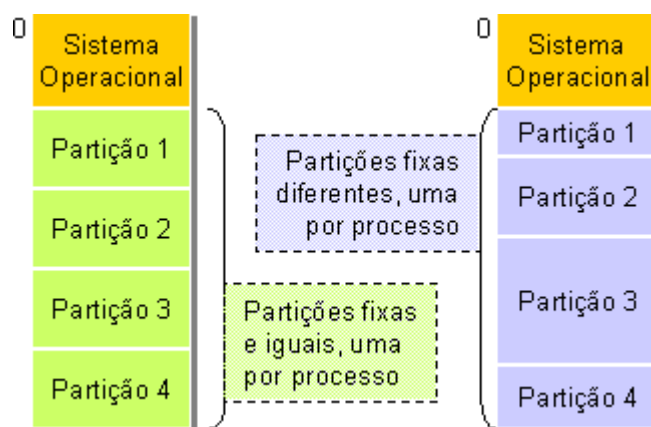 0
Sistema
Operacional
Partição 1
Partição 2
Partição 3
Partição 4
Partições fixas
e iguais, uma
por processo
Partições fixas
diferentes, uma
por processo
0
Sistema
Operacional
Partição 1
Partição 2
Partição 3
Partição 4